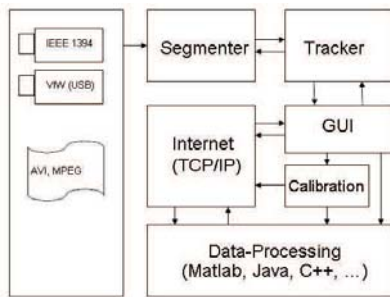 IEEE 1394
VfW (USB)
AVI, MPEG
Segmenter
Tracker
Internet
(TCP/IP)
GUI
Calibration
Data-Processing
(Matlab, Java, C++, ...)